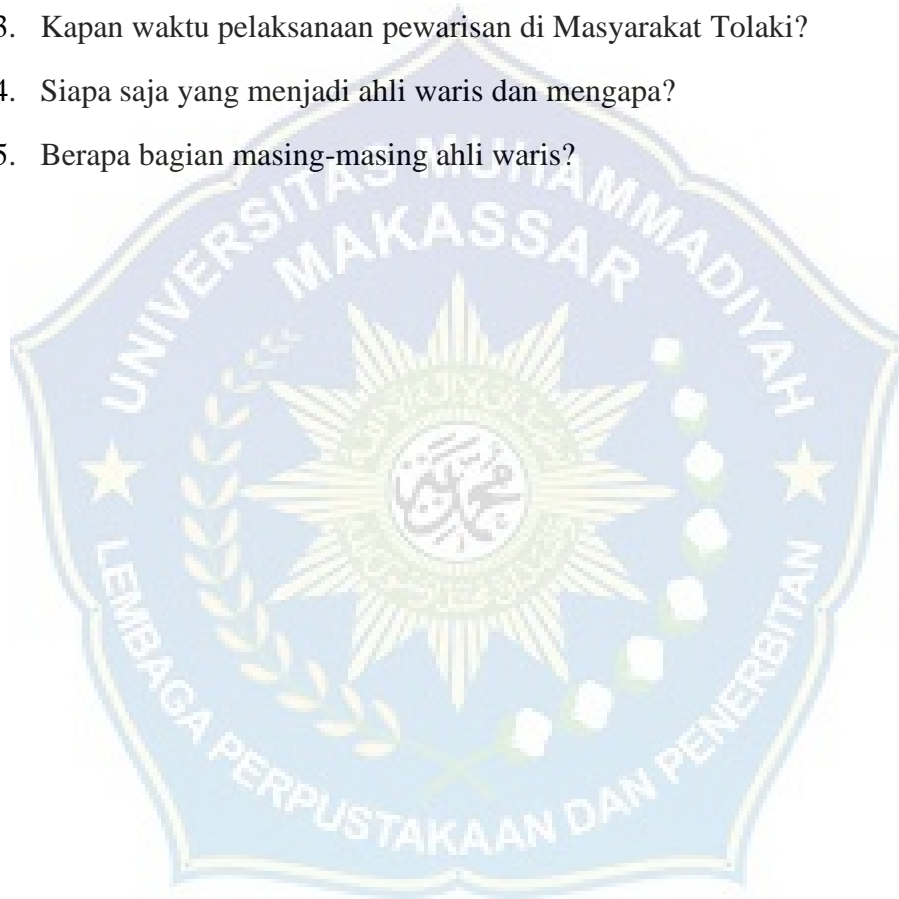 3. Kapan waktu pelaksanaan pewarisan di Masyarakat Tolaki?
4. Siapa saja yang menjadi ahli waris dan mengapa?
5. Berapa bagian masing-masing ahli waris?
UNIVERSITAS MUHAMMADIYAH
MAKASSAR
LEMBAGA PERPUSTAKAAN DAN PENERBITAN